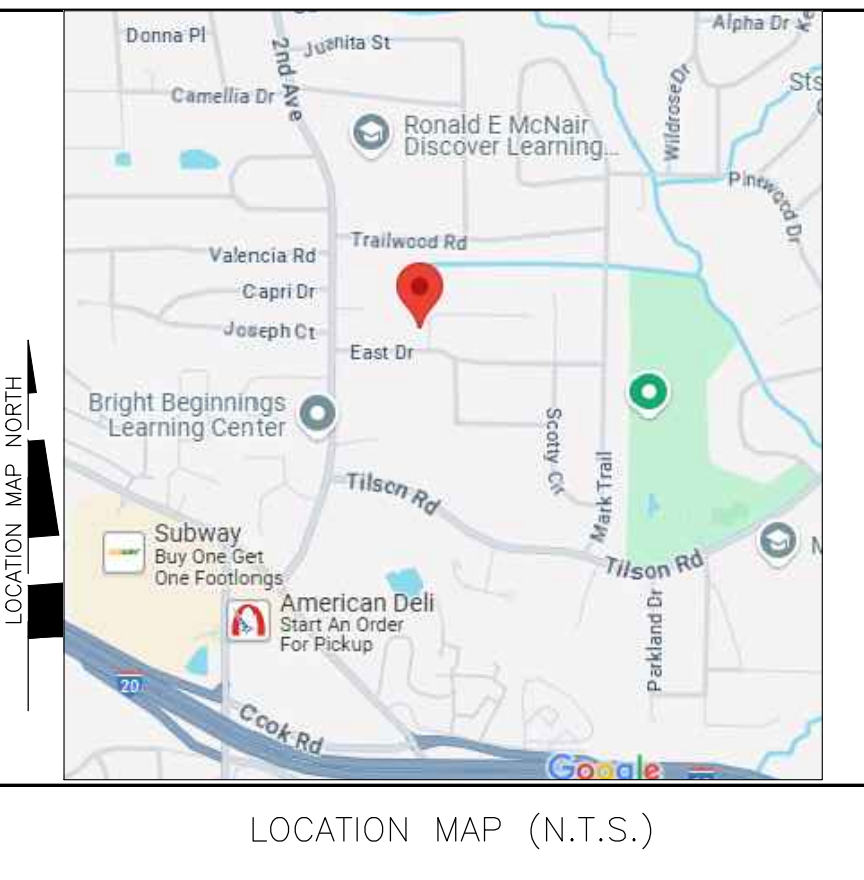 Donna Pl
2nd Ave
Juanita St
Alpha Dr
Ke
Camellia Dr
Wildrose Dr
Sts
Ronald E McNair
Discover Learning...
Pinewood Dr
Trailwood Rd
Valencia Rd
Capri Dr
Joseph Ct
East Dr
Bright Beginnings
Learning Center
Scotty Cir
Mark Trail
Tilson Rd
LOCATION MAP NORTH
Subway
Buy One Get
One Footlongs
Tilson Rd
American Deli
Start An Order
For Pickup
Parkland Dr
20
Cook Rd
Google
LOCATION MAP (N.T.S.)